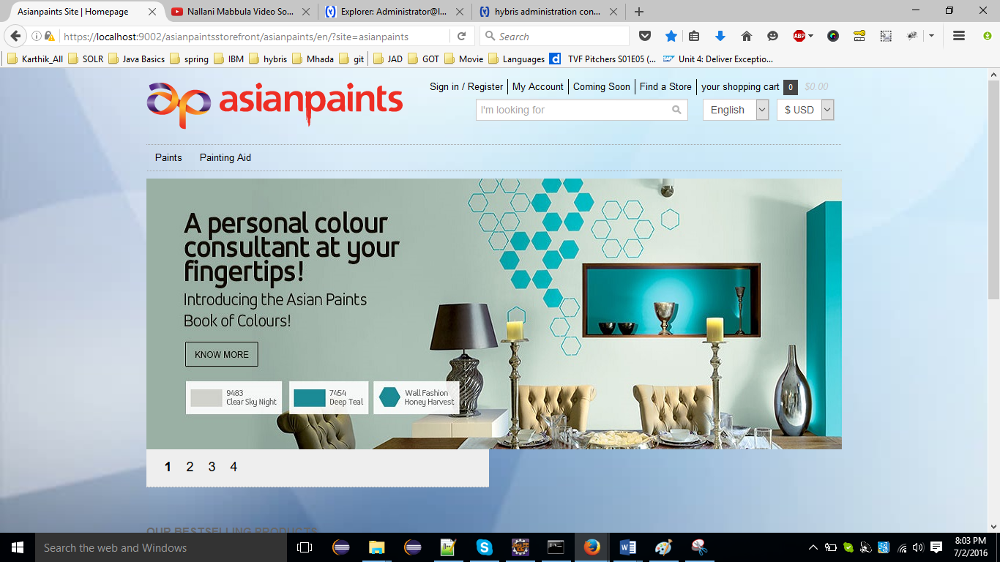 Asianpaints Site | Homepage
Nallani Mabbula Video So...
Explorer: Administrator@l...
hybris administration con...
https://localhost:9002/asianpaintsstorefront/asianpaints/en/?site=asianpaints
Search
ABP
Karthik_All
SOLR
Java Basics
spring
IBM
hybris
Mhada
git
JAD
GOT
Movie
Languages
TVF Pitchers S01E05 (...
Unit 4: Deliver Exceptio...
ap asianpaints
Sign in / Register
My Account
Coming Soon
Find a Store
your shopping cart 0 $0.00
I'm looking for
English
$ USD
Paints
Painting Aid
A personal colour
consultant at your
fingertips!
Introducing the Asian Paints
Book of Colours!
KNOW MORE
9483
Clear Sky Night
7454
Deep Teal
Wall Fashion
Honey Harvest
1 2 3 4
OUR BESTSELLING PRODUCTS
Search the web and Windows
8:03 PM
7/2/2016